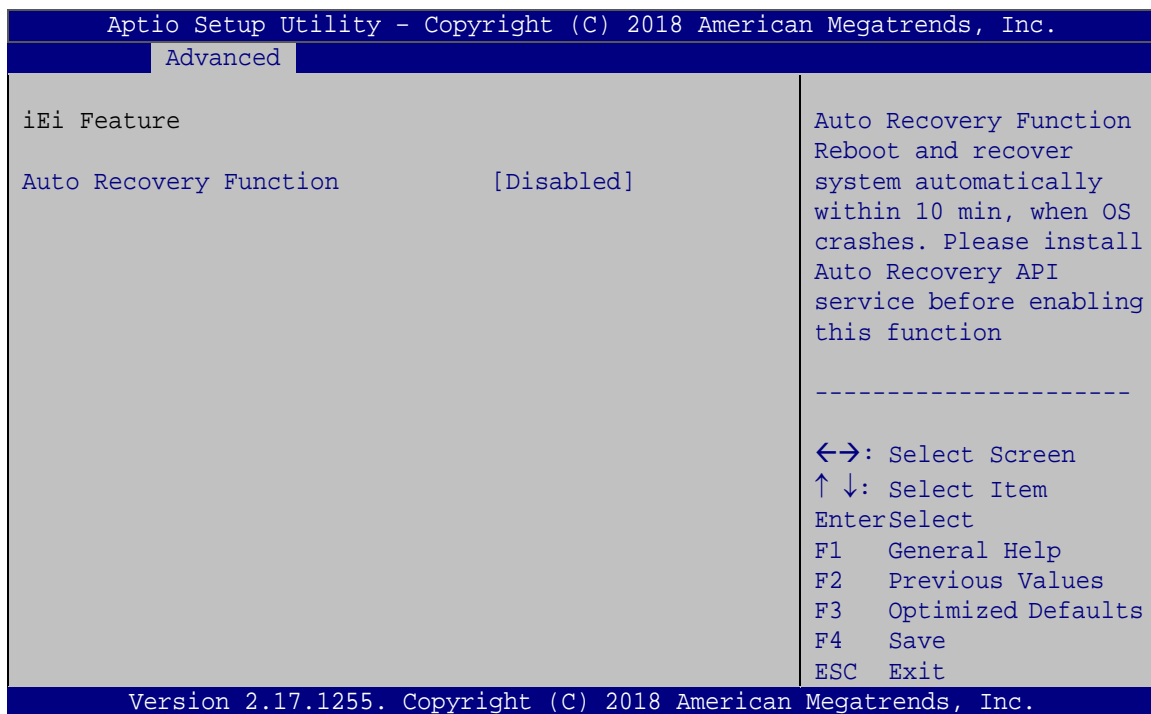 Aptio Setup Utility – Copyright (C) 2018 American Megatrends, Inc.
Advanced
iEi Feature
Auto Recovery Function [Disabled]
Auto Recovery Function
Reboot and recover
system automatically
within 10 min, when OS
crashes. Please install
Auto Recovery API
service before enabling
this function
----------------------
←→: Select Screen
↑ ↓: Select Item
EnterSelect
F1 General Help
F2 Previous Values
F3 Optimized Defaults
F4 Save
ESC Exit
Version 2.17.1255. Copyright (C) 2018 American Megatrends, Inc.